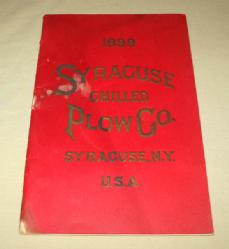 1899
SYRACUSE
CHILLED
PLOW CO.
SYRACUSE, N.Y.
U.S.A.